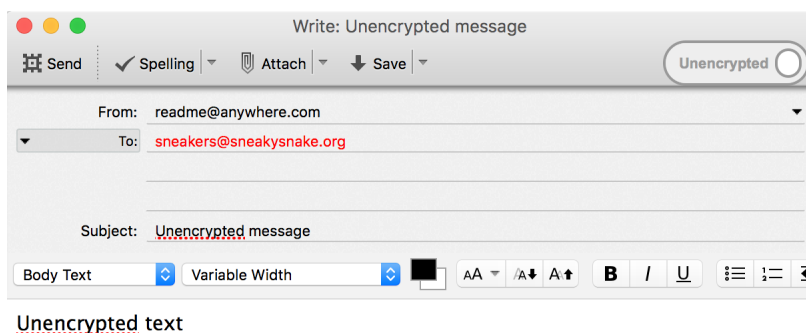 Write: Unencrypted message
Send Spelling Attach Save Unencrypted
From: readme@anywhere.com
To: sneakers@sneakysnake.org
Subject: Unencrypted message
Body Text Variable Width AA A A B I U
Unencrypted text